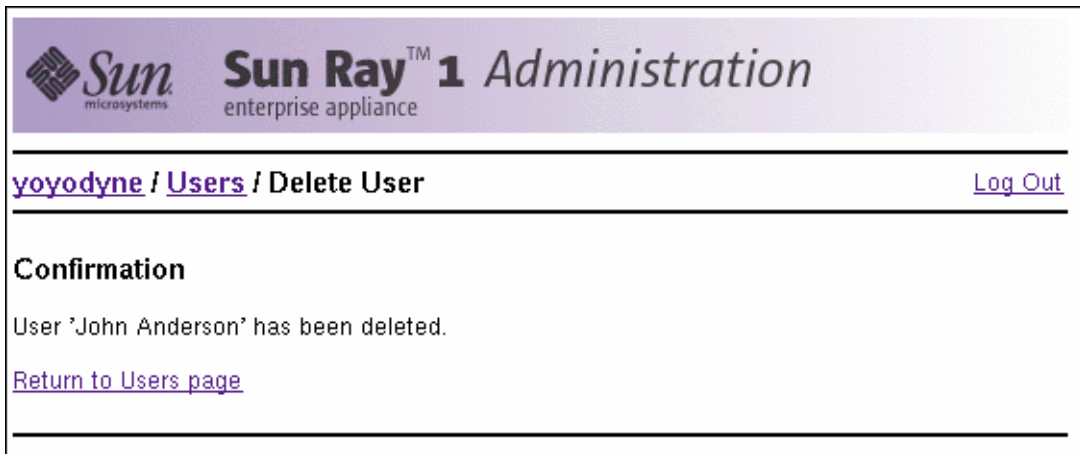 Sun
microsystems
Sun Ray™ 1 Administration
enterprise appliance
yoyodyne / Users / Delete User
Log Out
Confirmation
User 'John Anderson' has been deleted.
Return to Users page